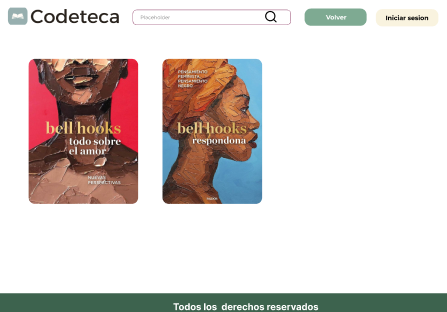 Codeteca
Placeholder
Volver
Iniciar sesion
bell hooks
todo sobre
el amor
NUEVAS
PERSPECTIVAS
PENSAMIENTO
FEMINISTA,
PENSAMIENTO
NEGRO
bell hooks
respondona
Todos los derechos reservados